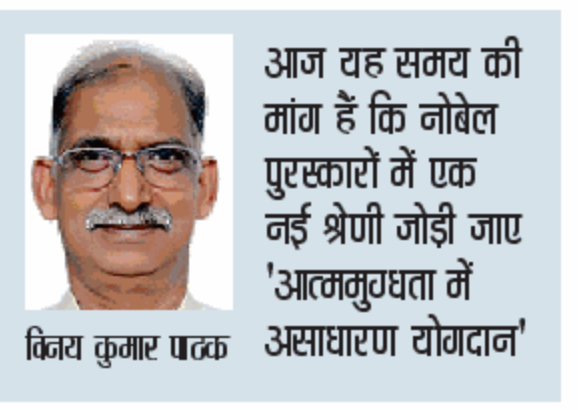 आज यह समय की
मांग हैं कि नोबेल
पुरस्कारों में एक
नई श्रेणी जोड़ी जाए
'आत्ममुग्धता में
असाधारण योगदान'
विनय कुमार पाठक